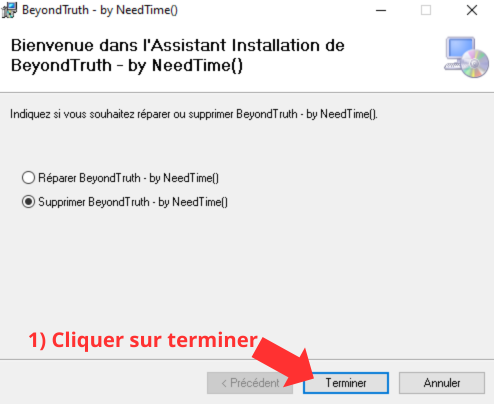 BeyondTruth - by NeedTime()
Bienvenue dans l'Assistant Installation de
BeyondTruth - by NeedTime()
Indiquez si vous souhaitez réparer ou supprimer BeyondTruth - by NeedTime().
Réparer BeyondTruth - by NeedTime()
Supprimer BeyondTruth - by NeedTime()
1) Cliquer sur terminer
< Précédent
Terminer
Annuler